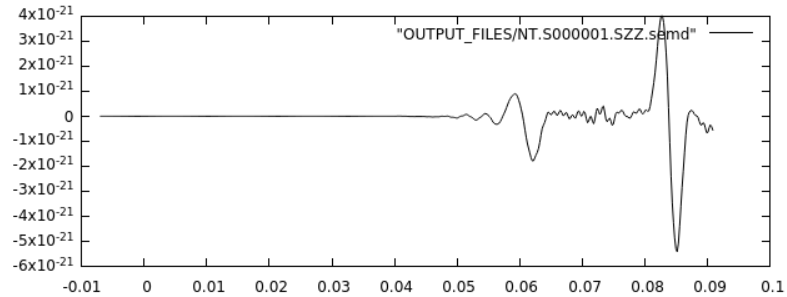 4x10-21
"OUTPUT_FILES/NT.S000001.SZZ.semd"
3x10-21
2x10-21
1x10-21
0
-1x10-21
-2x10-21
-3x10-21
-4x10-21
-5x10-21
-6x10-21
-0.01 0 0.01 0.02 0.03 0.04 0.05 0.06 0.07 0.08 0.09 0.1